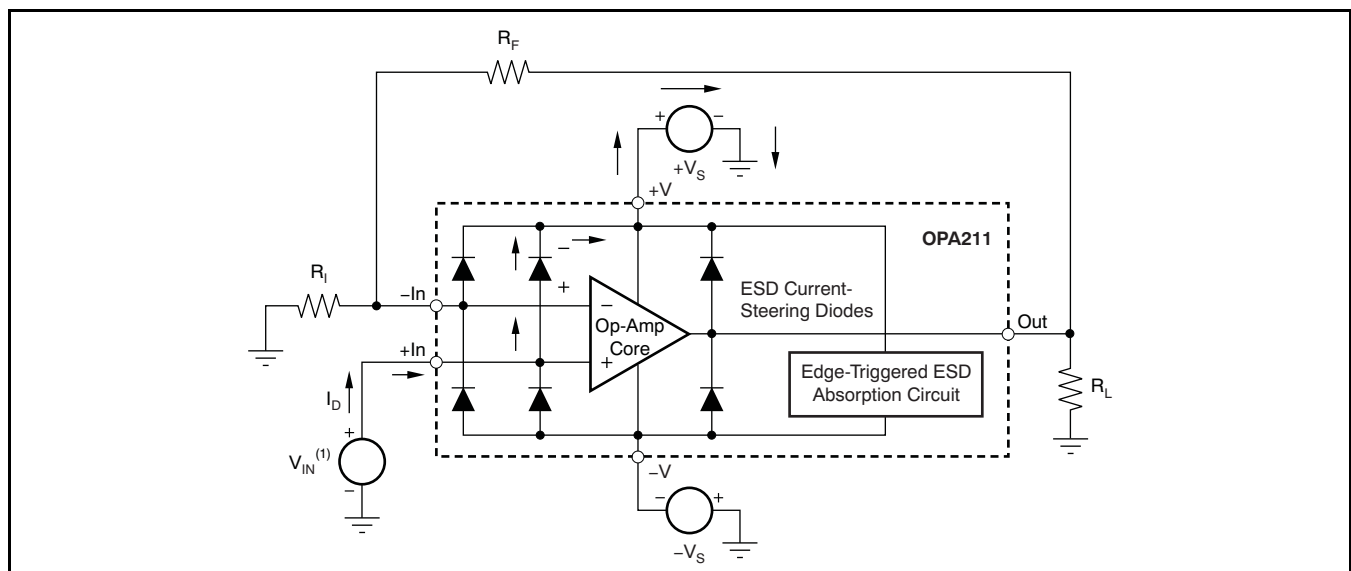 R_F
+ −
+V_S
+V
OPA211
R_I
−
+
−In
−
Op-Amp
Core
+
ESD Current-
Steering Diodes
Out
+In
Edge-Triggered ESD
Absorption Circuit
R_L
I_D
+
V_IN^(1)
−
−V
− +
−V_S